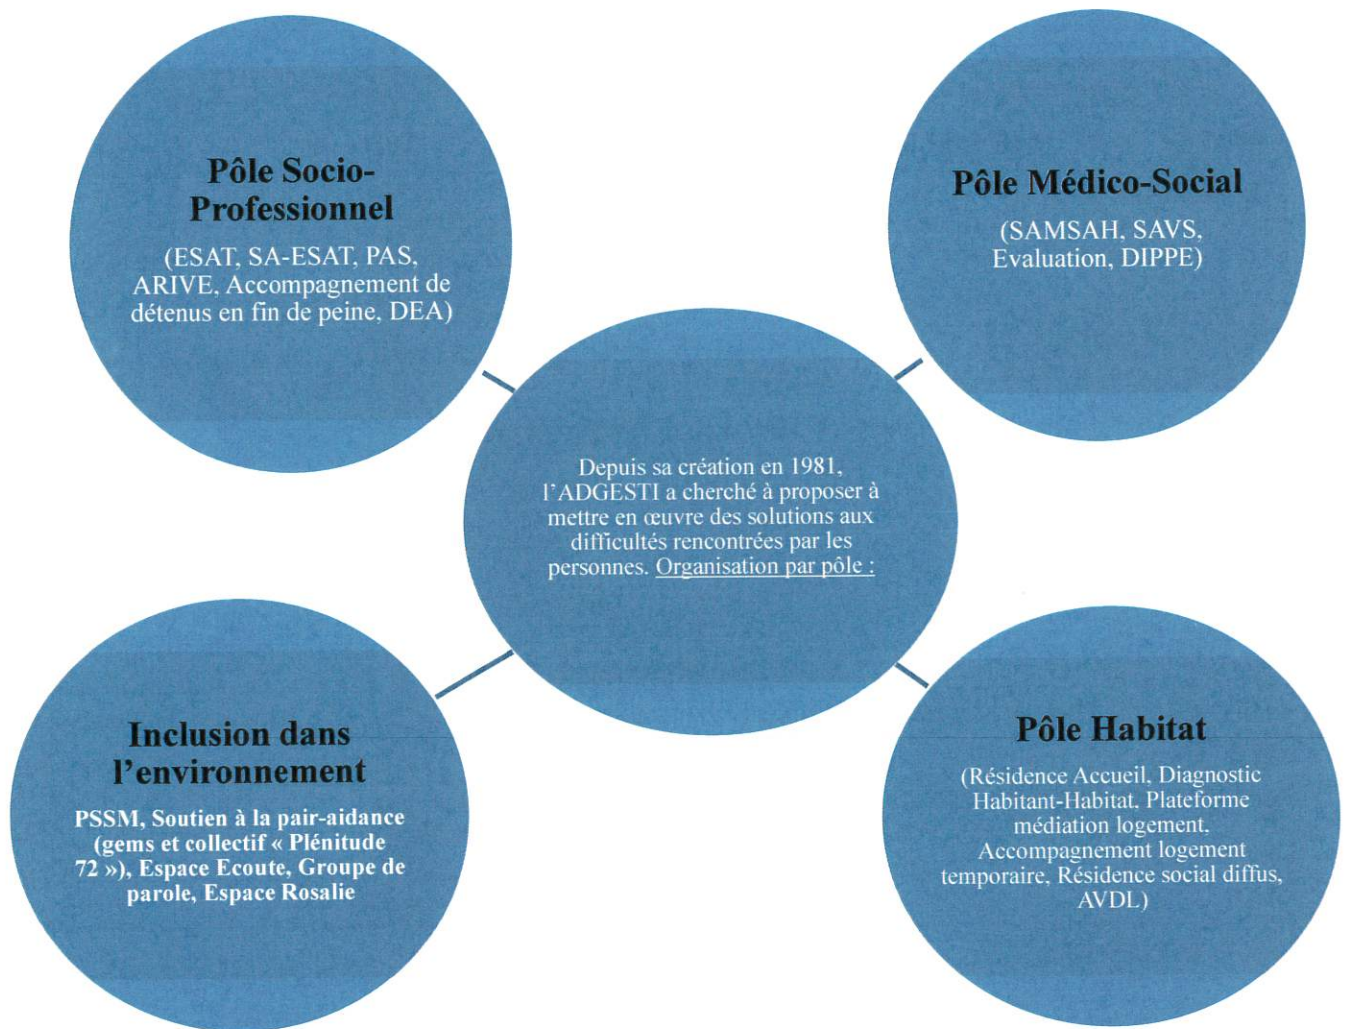 Pôle Socio-
Professionnel
(ESAT, SA-ESAT, PAS,
ARIVE, Accompagnement de
détenus en fin de peine, DEA)
Pôle Médico-Social
(SAMSAH, SAVS,
Evaluation, DIPPE)
Depuis sa création en 1981,
l’ADGESTI a cherché à proposer à
mettre en œuvre des solutions aux
difficultés rencontrées par les
personnes. Organisation par pôle :
Inclusion dans
l’environnement
PSSM, Soutien à la pair-aidance
(gems et collectif « Plénitude
72 »), Espace Ecoute, Groupe de
parole, Espace Rosalie
Pôle Habitat
(Résidence Accueil, Diagnostic
Habitant-Habitat, Plateforme
médiation logement,
Accompagnement logement
temporaire, Résidence social diffus,
AVDL)